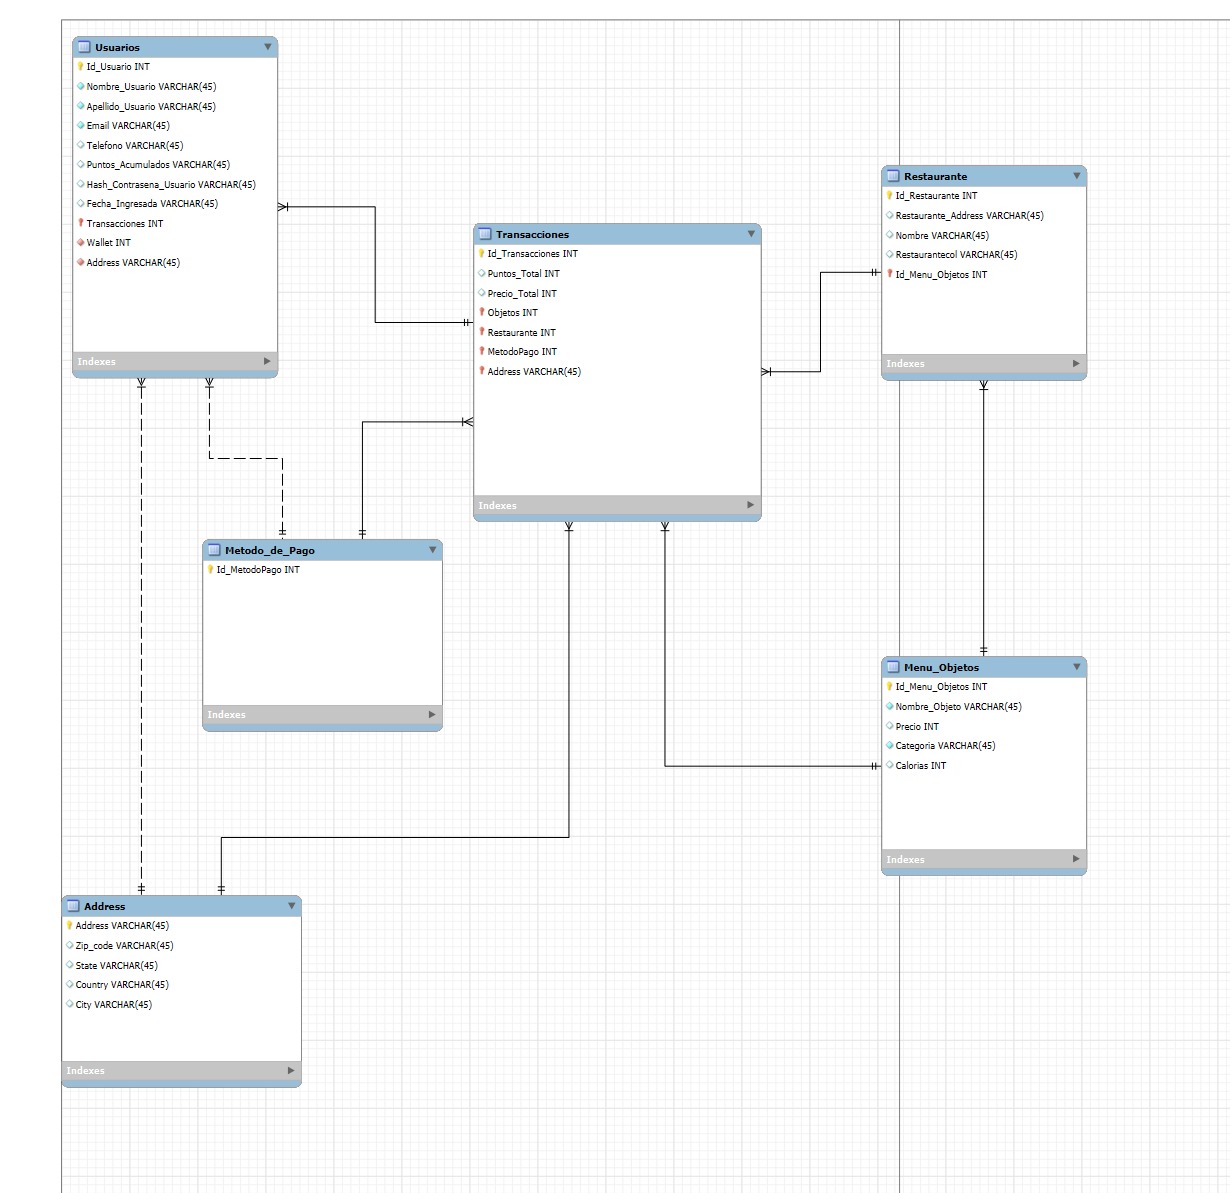 Usuarios
Id_Usuario INT
Nombre_Usuario VARCHAR(45)
Apellido_Usuario VARCHAR(45)
Email VARCHAR(45)
Telefono VARCHAR(45)
Puntos_Acumulados VARCHAR(45)
Hash_Contrasena_Usuario VARCHAR(45)
Fecha_Ingresada VARCHAR(45)
Transacciones INT
Wallet INT
Address VARCHAR(45)
Indexes
Transacciones
Id_Transacciones INT
Puntos_Total INT
Precio_Total INT
Objetos INT
Restaurante INT
MetodoPago INT
Address VARCHAR(45)
Indexes
Restaurante
Id_Restaurante INT
Restaurante_Address VARCHAR(45)
Nombre VARCHAR(45)
Restaurantecol VARCHAR(45)
Id_Menu_Objetos INT
Indexes
Metodo_de_Pago
Id_MetodoPago INT
Indexes
Menu_Objetos
Id_Menu_Objetos INT
Nombre_Objeto VARCHAR(45)
Precio INT
Categoria VARCHAR(45)
Calorias INT
Indexes
Address
Address VARCHAR(45)
Zip_code VARCHAR(45)
State VARCHAR(45)
Country VARCHAR(45)
City VARCHAR(45)
Indexes